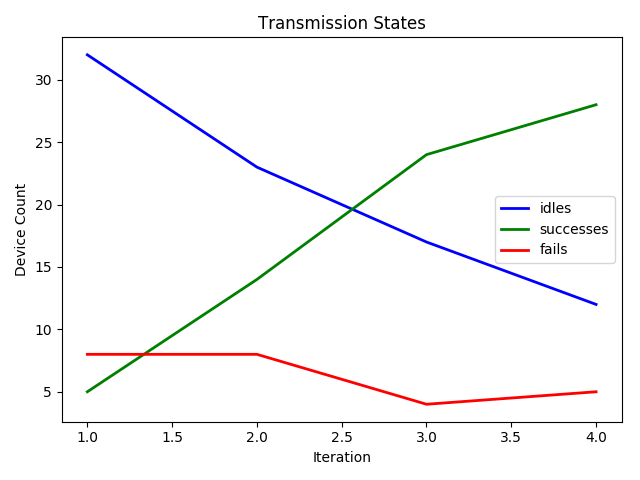 Transmission States
Device Count
30
25
20
15
10
5
idles
successes
fails
1.0 1.5 2.0 2.5 3.0 3.5 4.0
Iteration